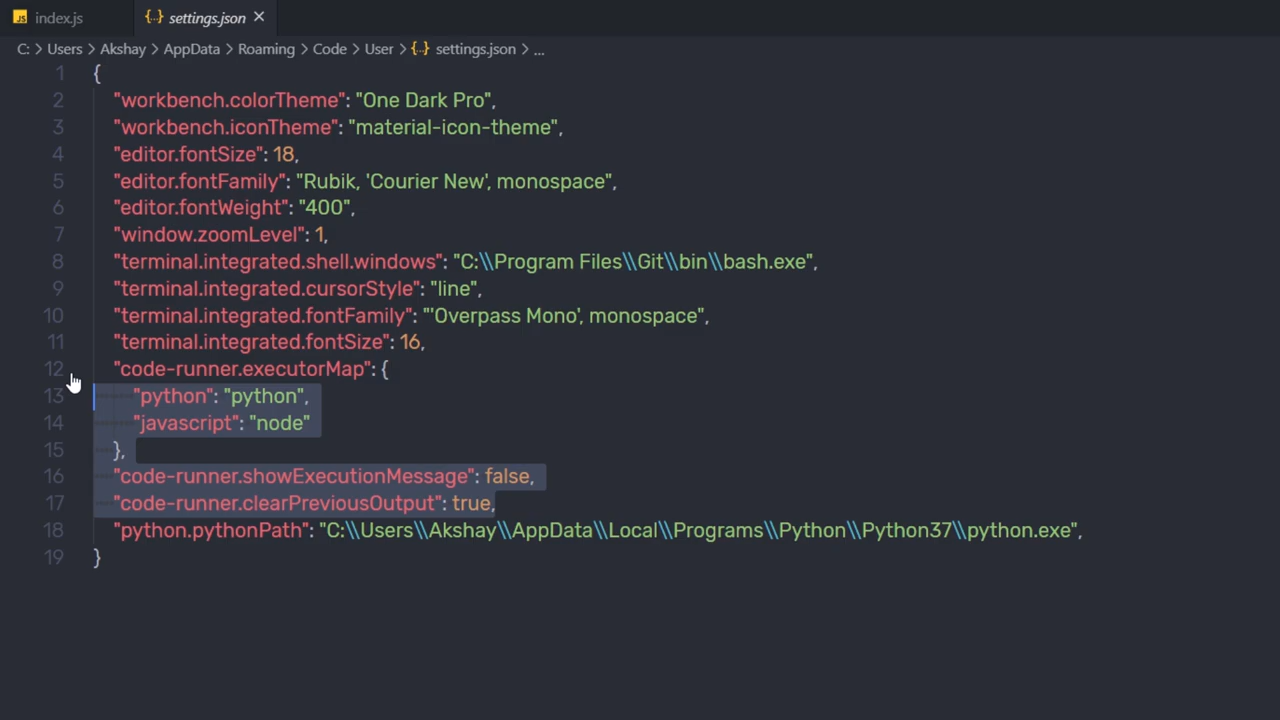 JS index.js {..} settings.json ×
C: > Users > Akshay > AppData > Roaming > Code > User > {..} settings.json > ...
1 {
2 "workbench.colorTheme": "One Dark Pro",
3 "workbench.iconTheme": "material-icon-theme",
4 "editor.fontSize": 18,
5 "editor.fontFamily": "Rubik, 'Courier New', monospace",
6 "editor.fontWeight": "400",
7 "window.zoomLevel": 1,
8 "terminal.integrated.shell.windows": "C:\\Program Files\\Git\\bin\\bash.exe",
9 "terminal.integrated.cursorStyle": "line",
10 "terminal.integrated.fontFamily": "'Overpass Mono', monospace",
11 "terminal.integrated.fontSize": 16,
12 "code-runner.executorMap": {
13 "python": "python",
14 "javascript": "node"
15 },
16 "code-runner.showExecutionMessage": false,
17 "code-runner.clearPreviousOutput": true,
18 "python.pythonPath": "C:\\Users\\Akshay\\AppData\\Local\\Programs\\Python\\Python37\\python.exe",
19 }